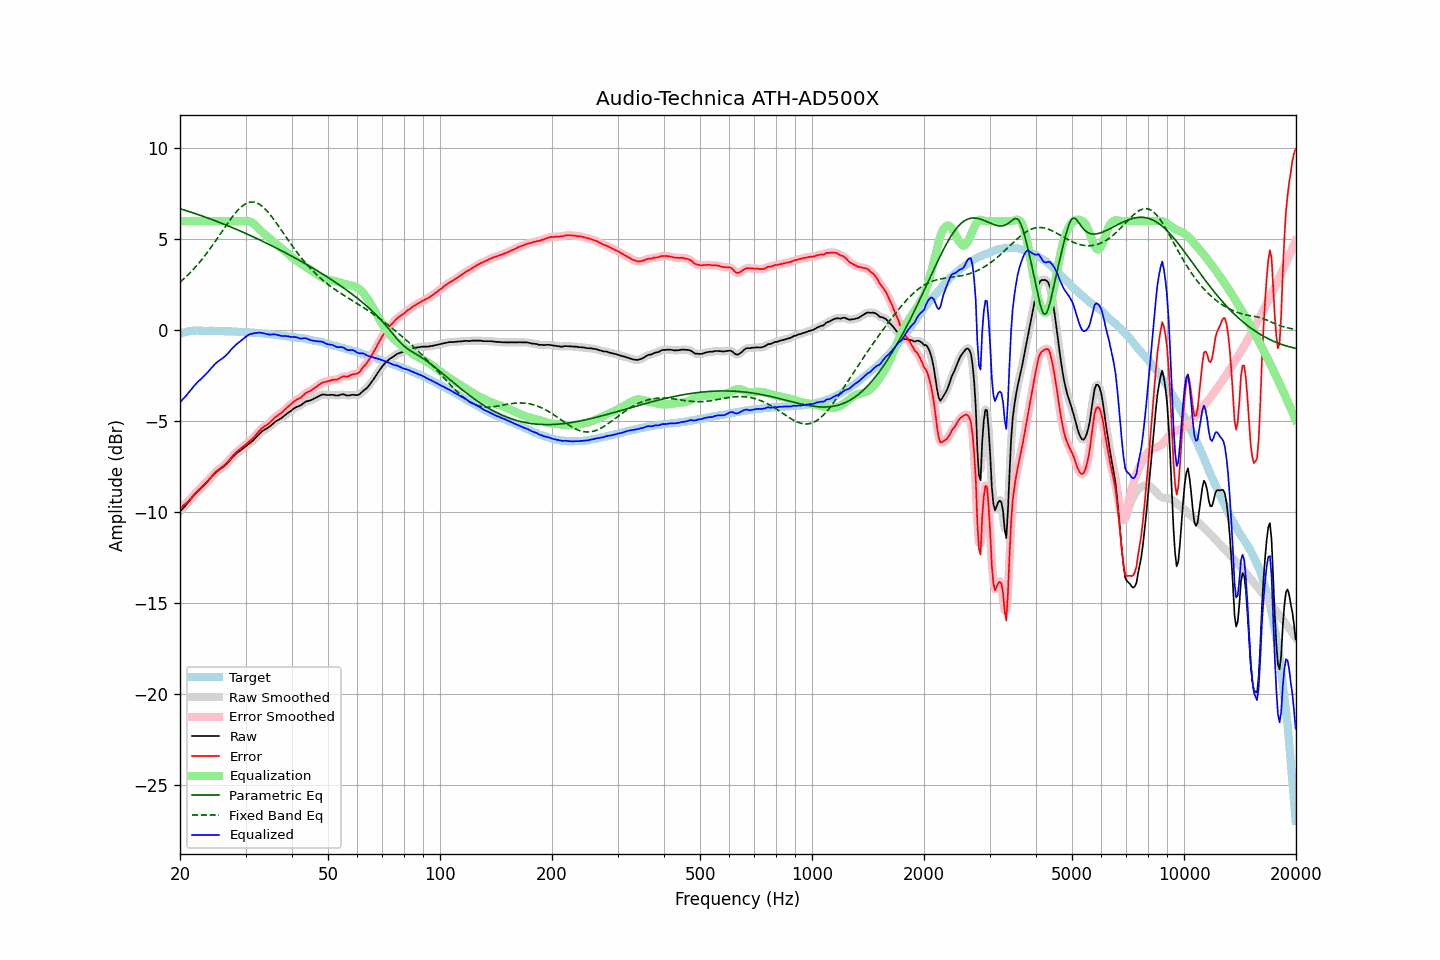 Audio-Technica ATH-AD500X
Amplitude (dBr)
10
5
0
−5
−10
−15
−20
−25
Target
Raw Smoothed
Error Smoothed
Raw
Error
Equalization
Parametric Eq
Fixed Band Eq
Equalized
20 50 100 200 500 1000 2000 5000 10000 20000
Frequency (Hz)